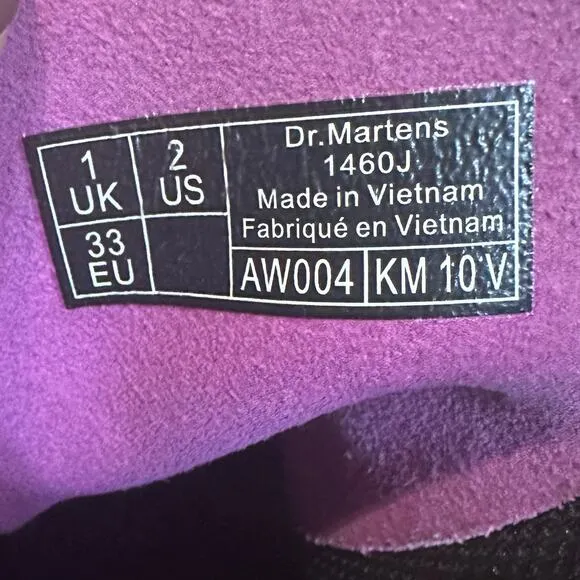 1
UK
2
US
33
EU
Dr.Martens
1460J
Made in Vietnam
Fabriqué en Vietnam
AW004
KM 10 V